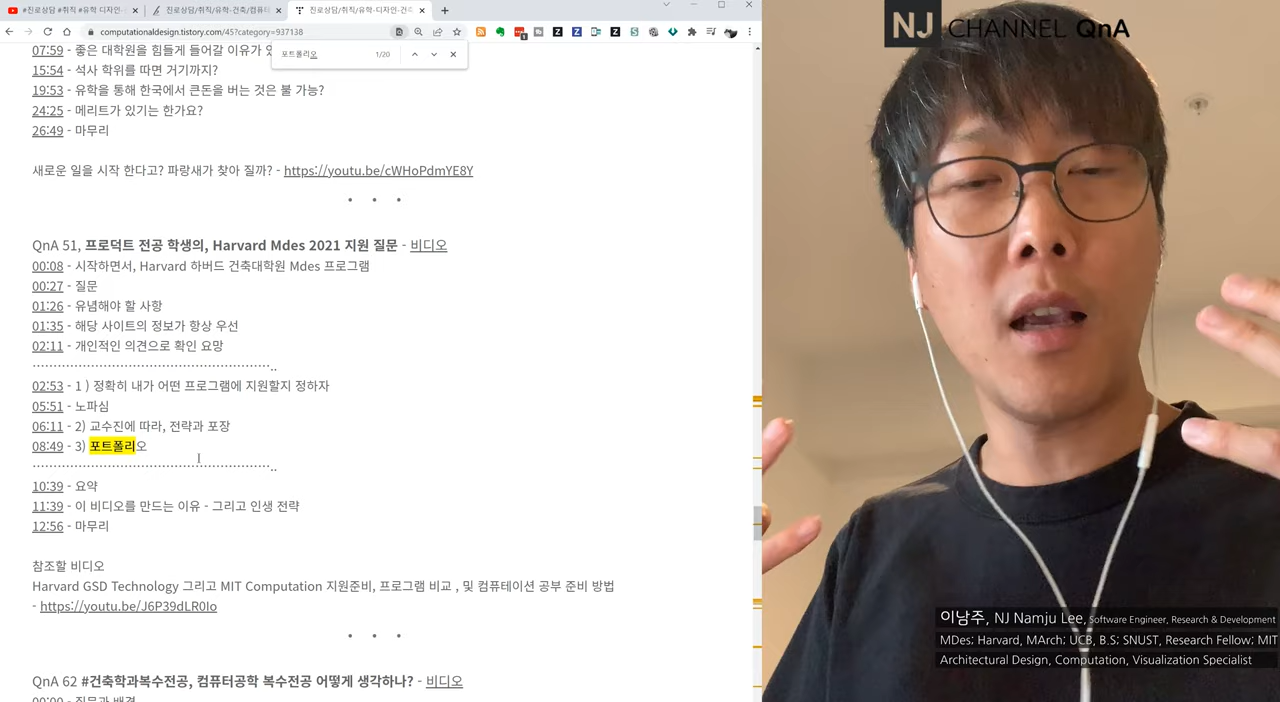 #진로상담 #취직 #유학 디자인·
진로상담/취직/유학·건축/컴퓨터
진로상담/취직/유학·디자인·건축
computationaldesign.tistory.com/45?category=937138
포트폴리오
1/20
07:59 - 좋은 대학원을 힘들게 들어갈 이유가
15:54 - 석사 학위를 따면 거기까지?
19:53 - 유학을 통해 한국에서 큰돈을 버는 것은 불 가능?
24:25 - 메리트가 있기는 한가요?
26:49 - 마무리
새로운 일을 시작 한다고? 파랑새가 찾아 질까? - https://youtu.be/cWHoPdmYE8Y
• • •
QnA 51, 프로덕트 전공 학생의, Harvard Mdes 2021 지원 질문 - 비디오
00:08 - 시작하면서, Harvard 하버드 건축대학원 Mdes 프로그램
00:27 - 질문
01:26 - 유념해야 할 사항
01:35 - 해당 사이트의 정보가 항상 우선
02:11 - 개인적인 의견으로 확인 요망
02:53 - 1 ) 정확히 내가 어떤 프로그램에 지원할지 정하자
05:51 - 노파심
06:11 - 2) 교수진에 따라, 전략과 포장
08:49 - 3) 포트폴리오
10:39 - 요약
11:39 - 이 비디오를 만드는 이유 - 그리고 인생 전략
12:56 - 마무리
참조할 비디오
Harvard GSD Technology 그리고 MIT Computation 지원준비, 프로그램 비교 , 및 컴퓨테이션 공부 준비 방법
- https://youtu.be/J6P39dLR0Io
• • •
QnA 62 #건축학과복수전공, 컴퓨터공학 복수전공 어떻게 생각하나? - 비디오
NJ CHANNEL QnA
이남주, NJ Namju Lee, Software Engineer, Research & Development
MDes; Harvard, MArch; UCB, B.S; SNUST, Research Fellow; MIT
Architectural Design, Computation, Visualization Specialist